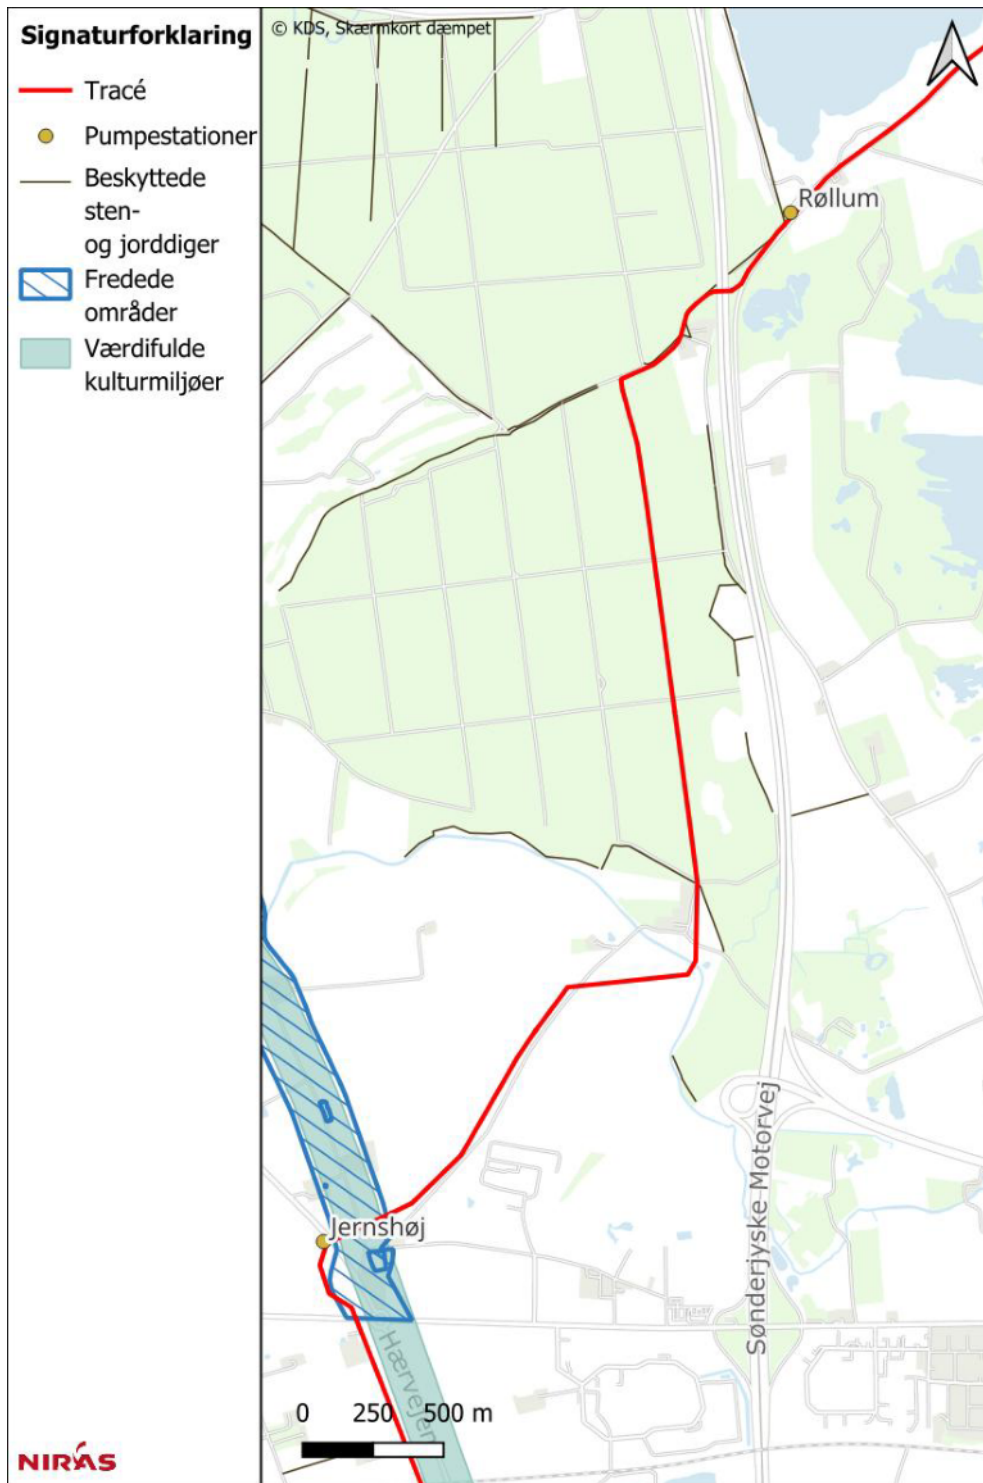 Signaturforklaring
Tracé
Pumpestationer
Beskyttede
sten-
og jorddiger
Fredede
områder
Værdifulde
kulturmiljøer
© KDS, Skærmkort dæmpet
Røllum
Jernshøj
Sønderjyske Motorvej
Hærvejen
0 250 500 m
NIRÁS